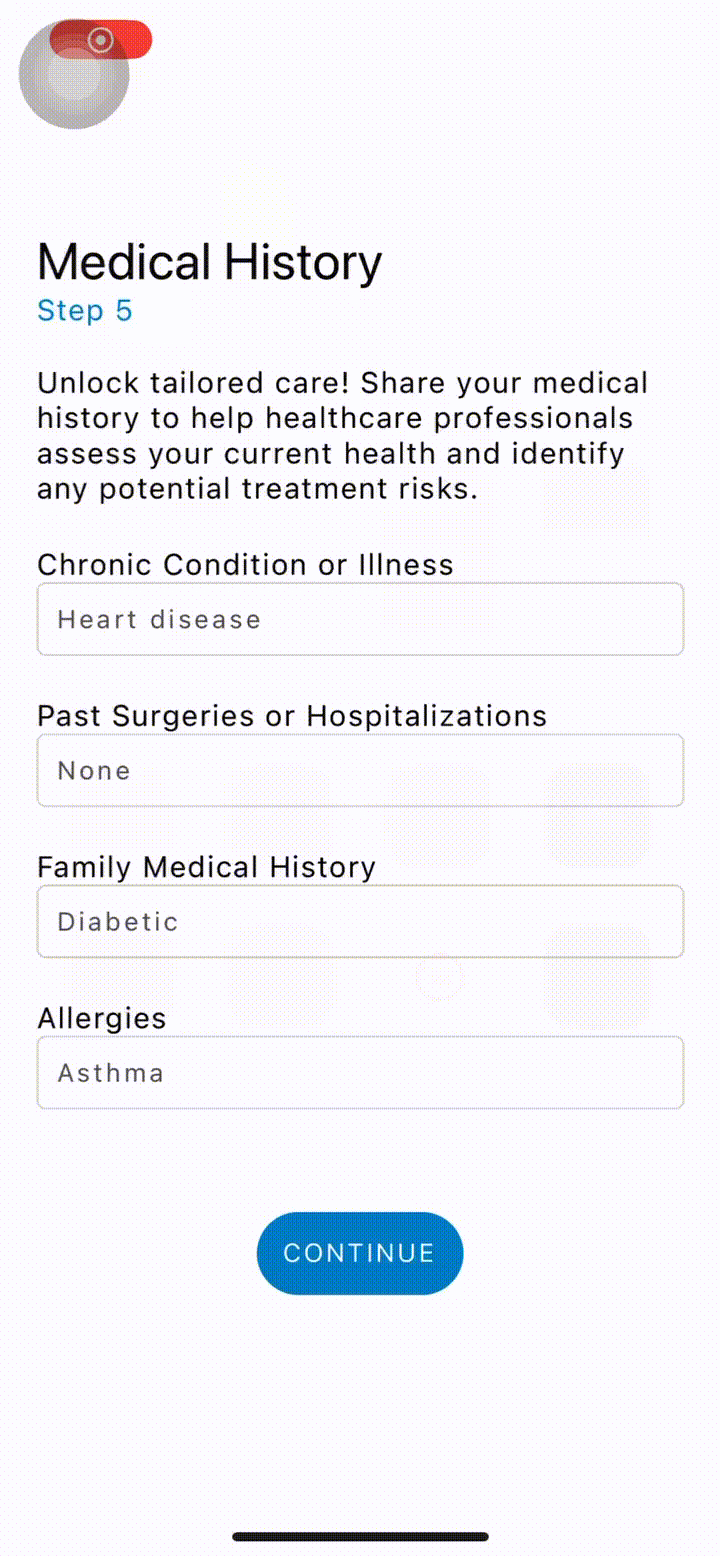 Medical History
Step 5
Unlock tailored care! Share your medical
history to help healthcare professionals
assess your current health and identify
any potential treatment risks.
Chronic Condition or Illness
Heart disease
Past Surgeries or Hospitalizations
None
Family Medical History
Diabetic
Allergies
Asthma
CONTINUE